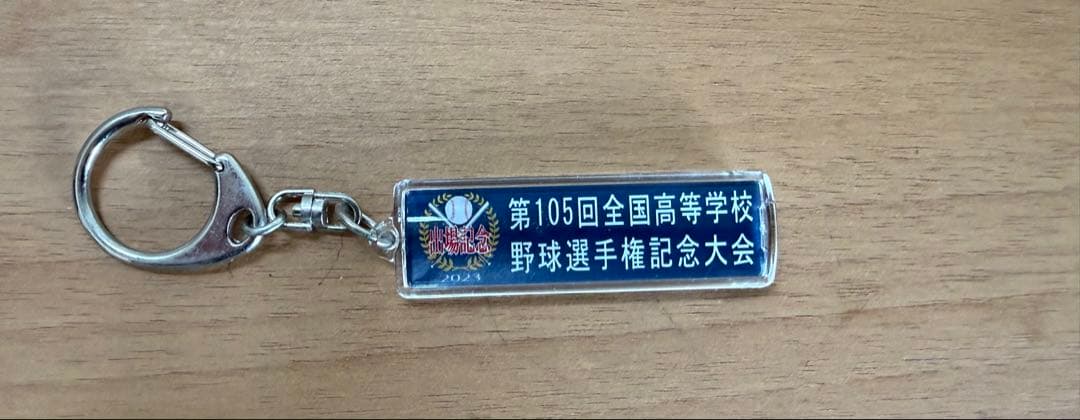 出場記念
2023
第105回全国高等学校
野球選手権記念大会